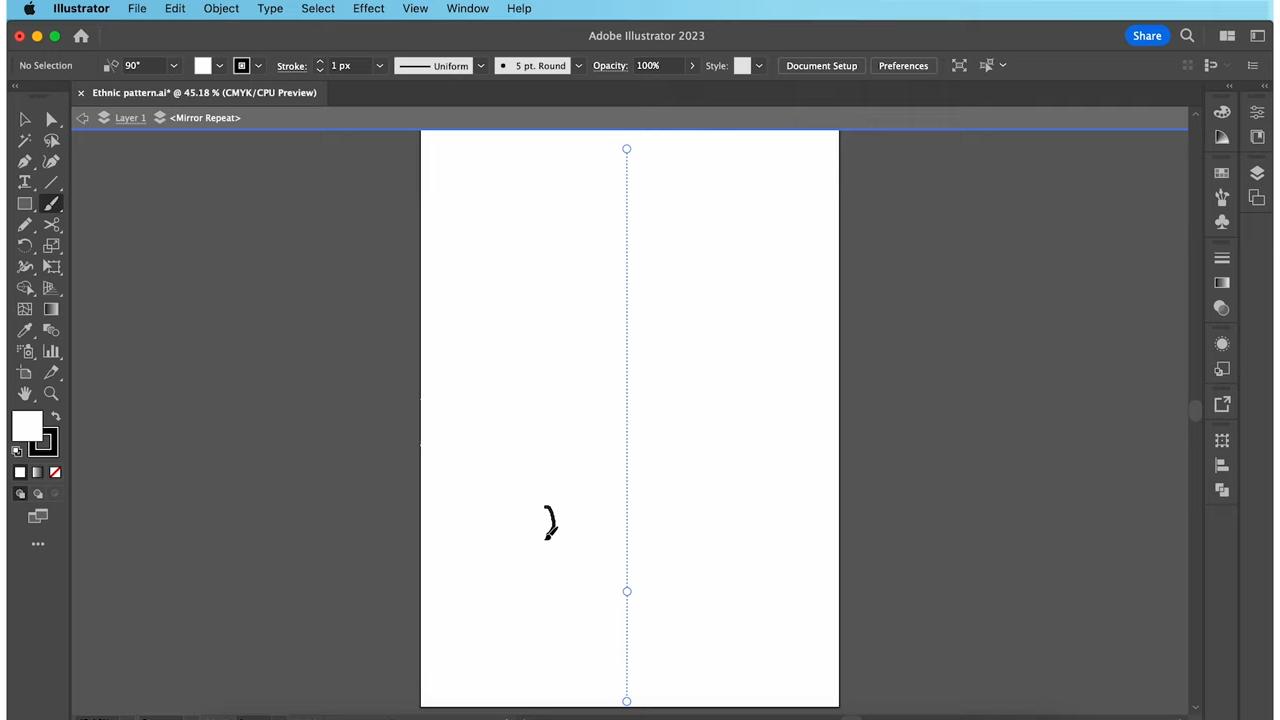 Illustrator File Edit Object Type Select Effect View Window Help
Adobe Illustrator 2023
Share
No Selection 90° Stroke: 1 px Uniform 5 pt. Round Opacity: 100% Style: Document Setup Preferences
Ethnic pattern.ai* @ 45.18 % (CMYK/CPU Preview)
Layer 1 <Mirror Repeat>